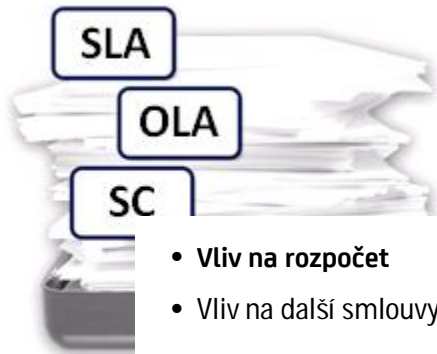 SLA
OLA
SC
• Vliv na rozpočet
• Vliv na další smlouvy